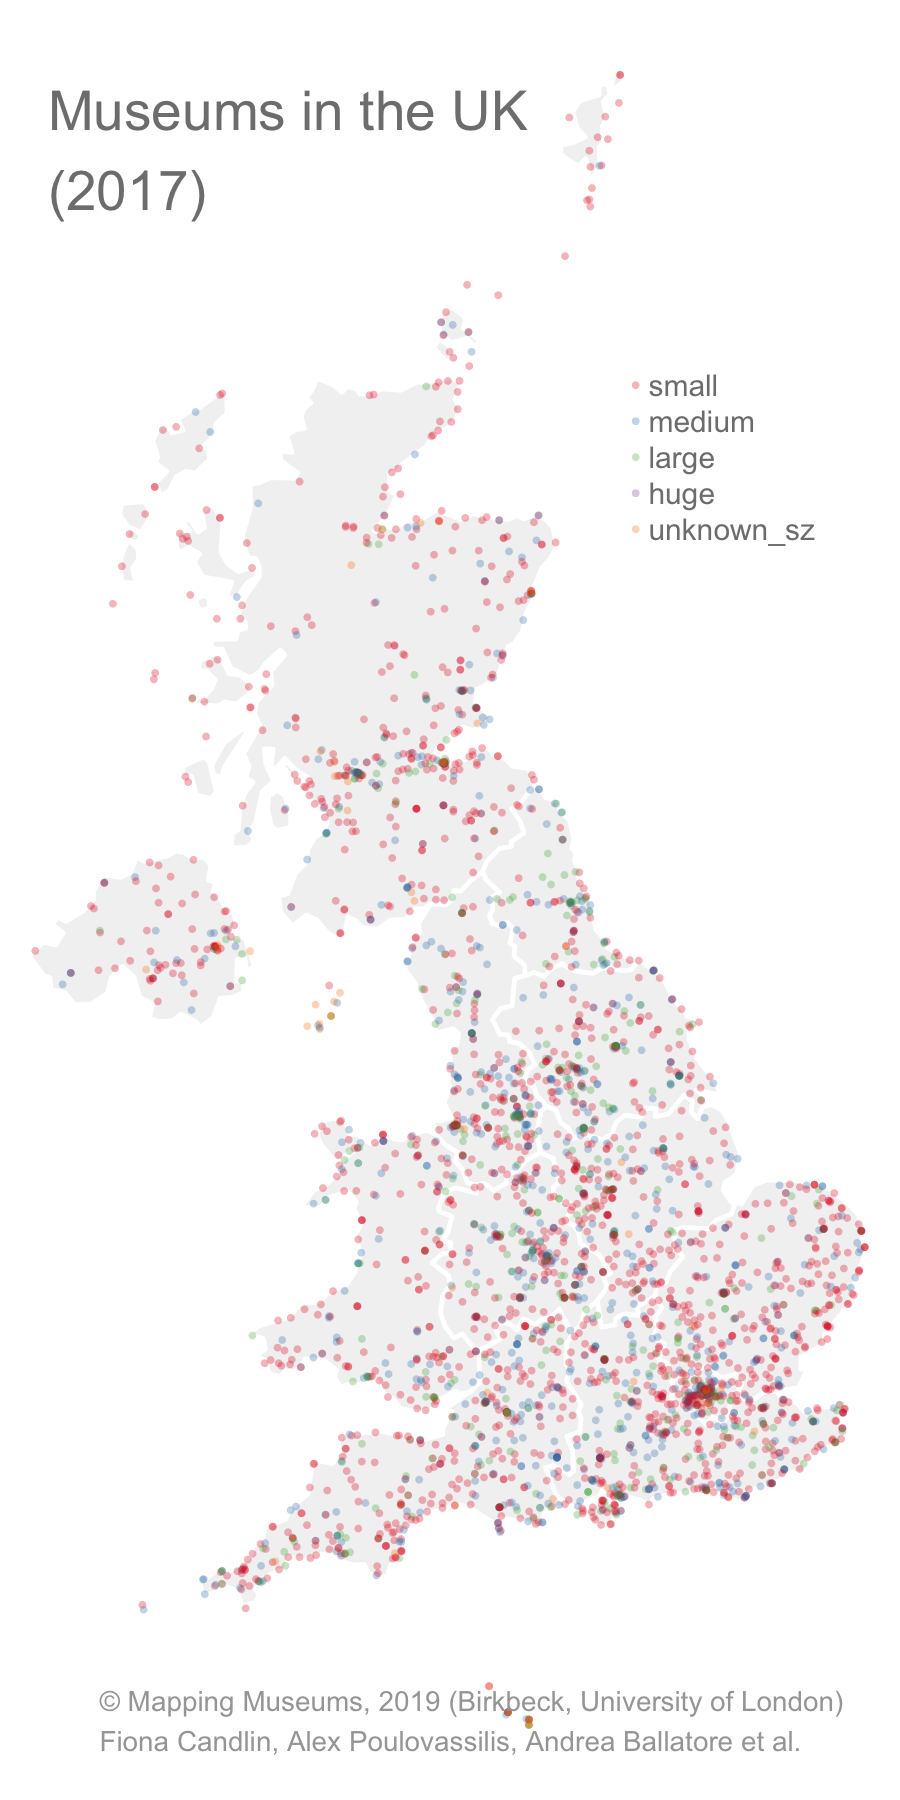 Museums in the UK
(2017)
small
medium
large
huge
unknown_sz
© Mapping Museums, 2019 (Birkbeck, University of London)
Fiona Candlin, Alex Poulovassilis, Andrea Ballatore et al.